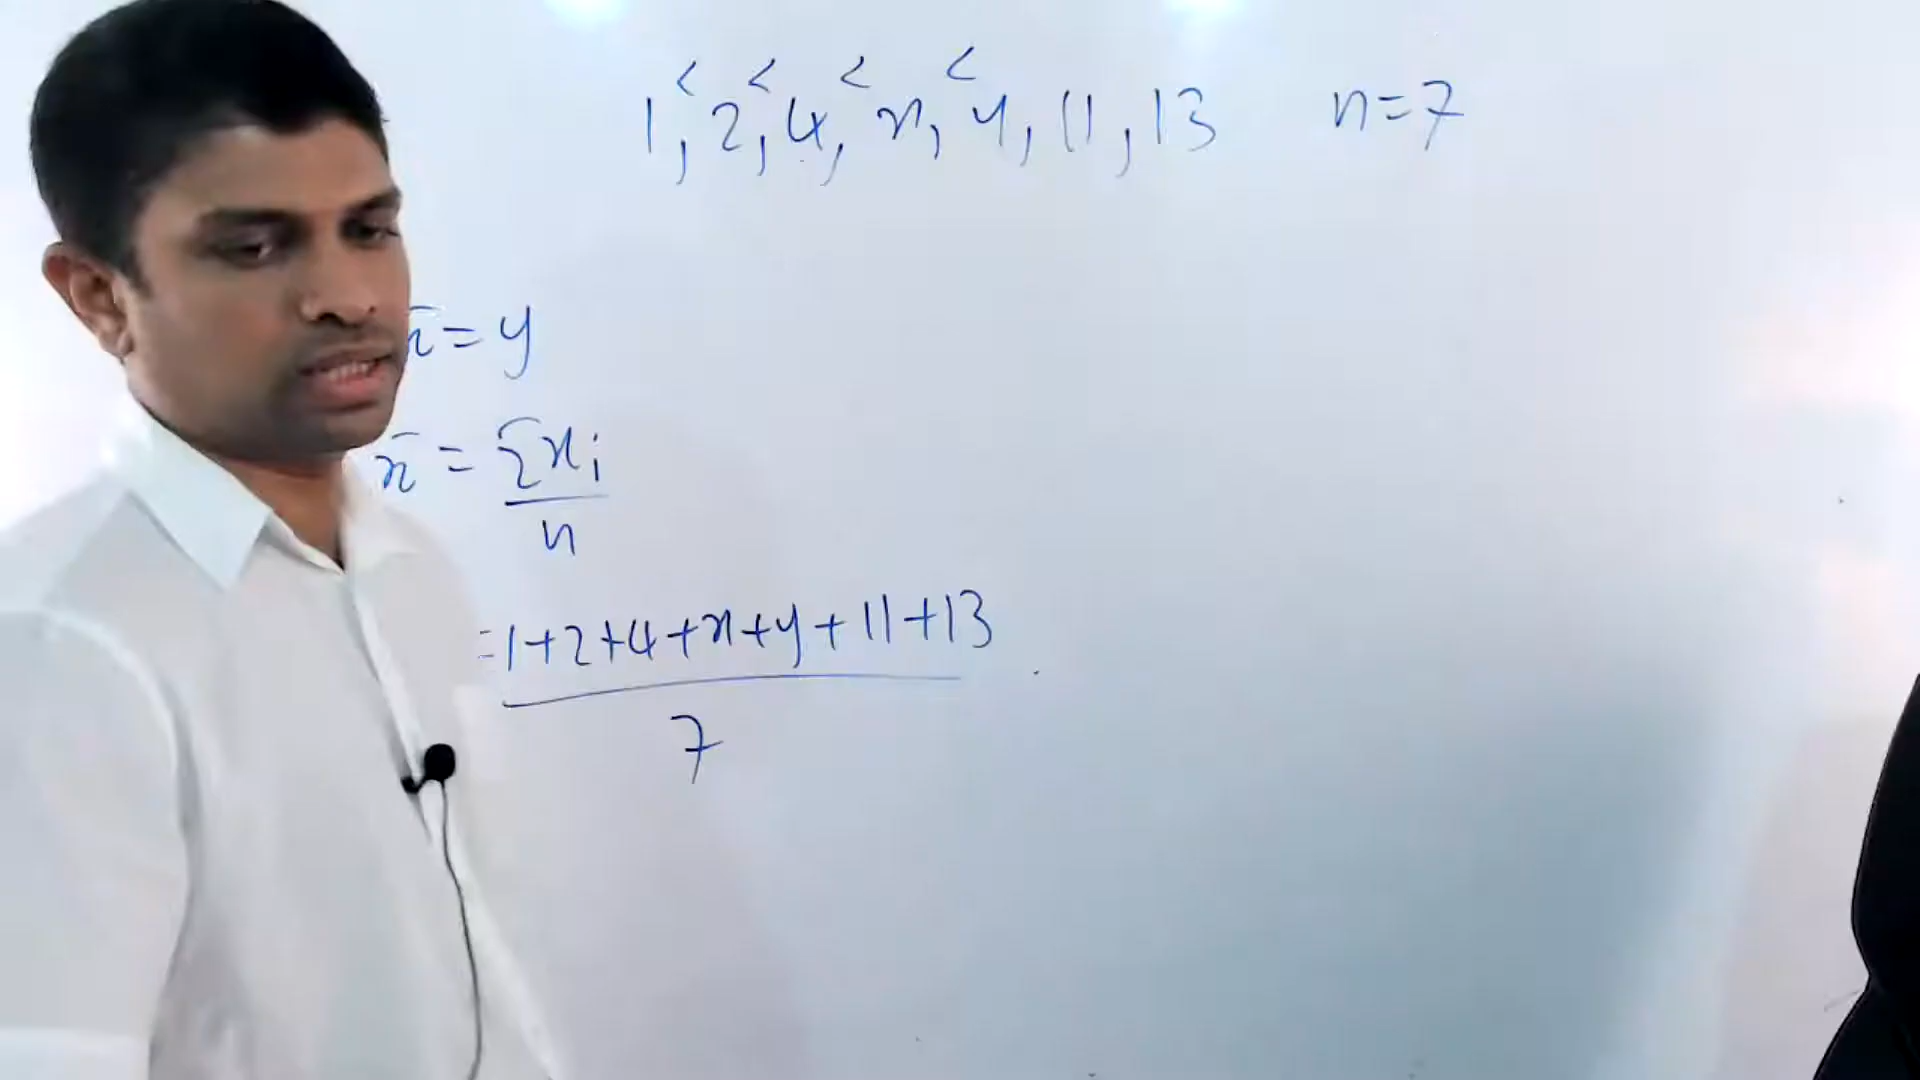 < < < <
1, 2, 4, x, y, 11, 13 n=7
x̄ = y
x̄ = Σxi
n
= 1+2+4+x+y+11+13
7